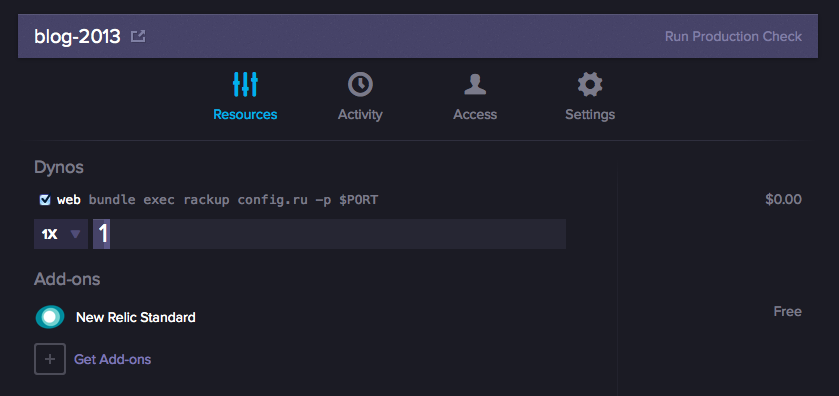 blog-2013
Run Production Check
Resources
Activity
Access
Settings
Dynos
web bundle exec rackup config.ru -p $PORT
$0.00
1X
1
Add-ons
New Relic Standard
Free
+
Get Add-ons